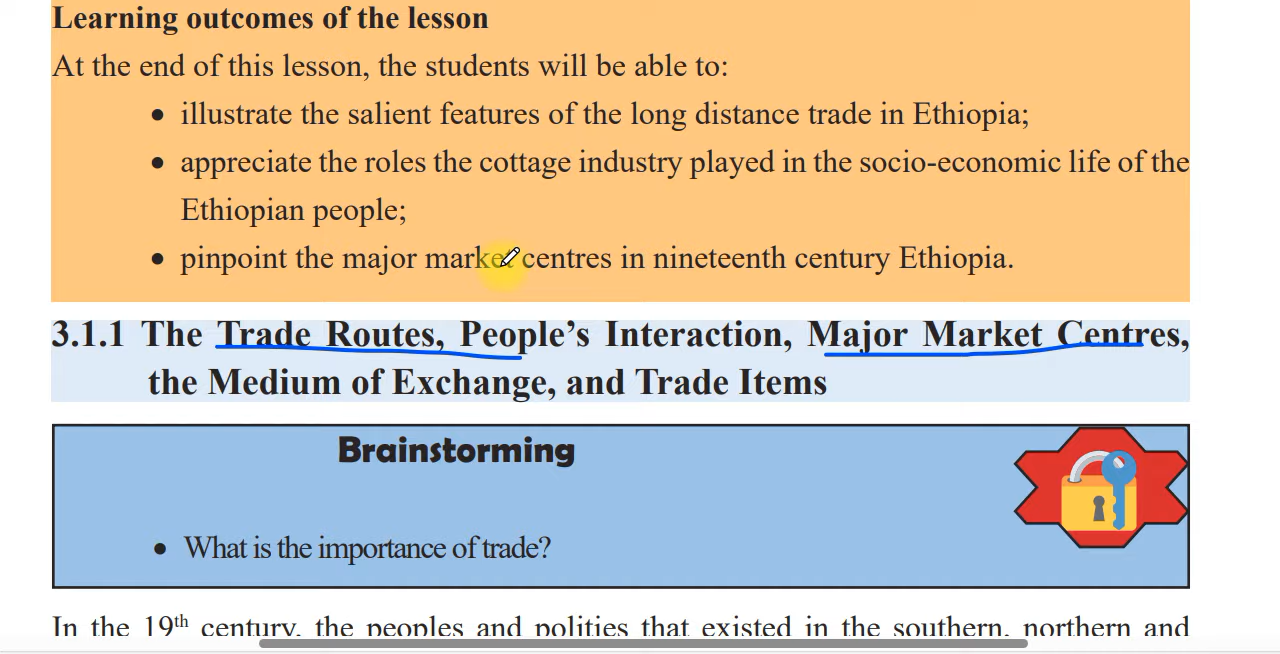 Learning outcomes of the lesson
At the end of this lesson, the students will be able to:
• illustrate the salient features of the long distance trade in Ethiopia;
• appreciate the roles the cottage industry played in the socio-economic life of the
Ethiopian people;
• pinpoint the major market centres in nineteenth century Ethiopia.
3.1.1 The Trade Routes, People’s Interaction, Major Market Centres,
the Medium of Exchange, and Trade Items
Brainstorming
• What is the importance of trade?
In the 19th century, the peoples and polities that existed in the southern, northern and